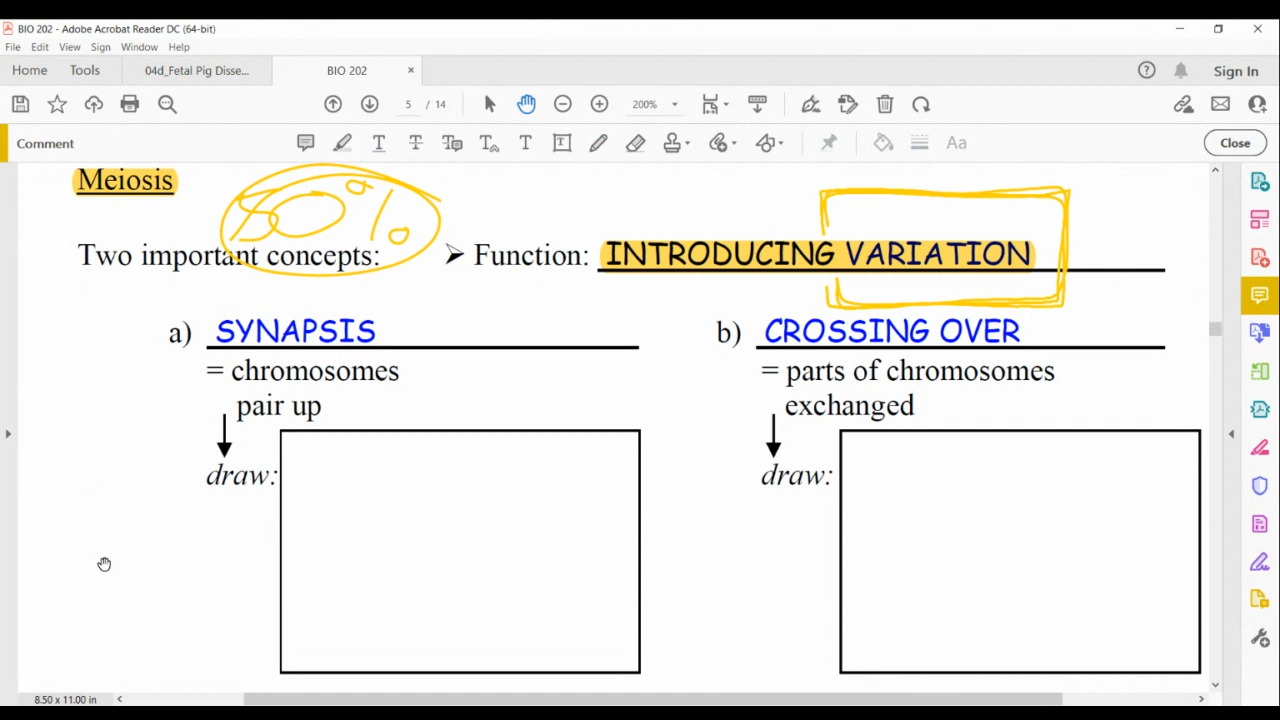 BIO 202 - Adobe Acrobat Reader DC (64-bit)
File Edit View Sign Window Help
Home Tools 04d_Fetal Pig Disse... BIO 202 × Sign In
5 / 14 200%
Comment Close
Meiosis
50%
Two important concepts: ➤ Function: INTRODUCING VARIATION
a) SYNAPSIS
= chromosomes
pair up
draw:
b) CROSSING OVER
= parts of chromosomes
exchanged
draw:
8.50 x 11.00 in